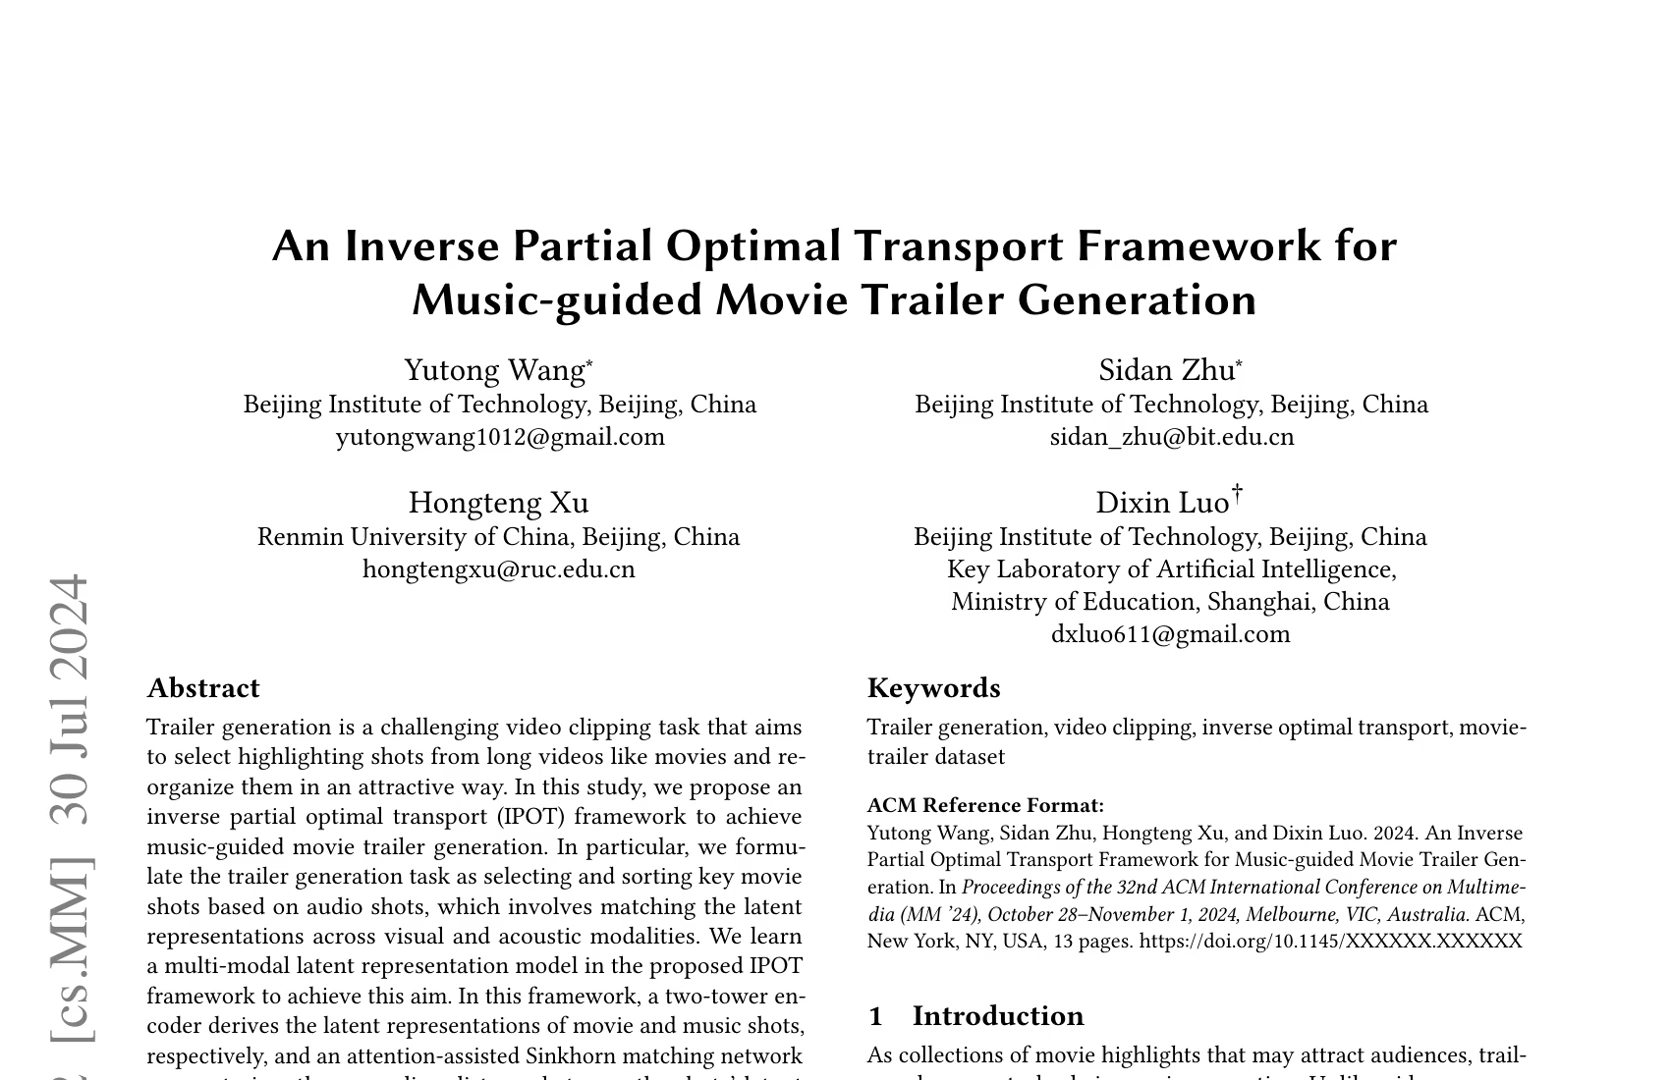 An Inverse Partial Optimal Transport Framework for
Music-guided Movie Trailer Generation
Yutong Wang*
Beijing Institute of Technology, Beijing, China
yutongwang1012@gmail.com
Sidan Zhu*
Beijing Institute of Technology, Beijing, China
sidan_zhu@bit.edu.cn
Hongteng Xu
Renmin University of China, Beijing, China
hongtengxu@ruc.edu.cn
Dixin Luo†
Beijing Institute of Technology, Beijing, China
Key Laboratory of Artificial Intelligence,
Ministry of Education, Shanghai, China
dxluo611@gmail.com
[cs.MM] 30 Jul 2024
Abstract
Trailer generation is a challenging video clipping task that aims
to select highlighting shots from long videos like movies and re-
organize them in an attractive way. In this study, we propose an
inverse partial optimal transport (IPOT) framework to achieve
music-guided movie trailer generation. In particular, we formu-
late the trailer generation task as selecting and sorting key movie
shots based on audio shots, which involves matching the latent
representations across visual and acoustic modalities. We learn
a multi-modal latent representation model in the proposed IPOT
framework to achieve this aim. In this framework, a two-tower en-
coder derives the latent representations of movie and music shots,
respectively, and an attention-assisted Sinkhorn matching network
Keywords
Trailer generation, video clipping, inverse optimal transport, movie-
trailer dataset
ACM Reference Format:
Yutong Wang, Sidan Zhu, Hongteng Xu, and Dixin Luo. 2024. An Inverse
Partial Optimal Transport Framework for Music-guided Movie Trailer Gen-
eration. In Proceedings of the 32nd ACM International Conference on Multime-
dia (MM ’24), October 28–November 1, 2024, Melbourne, VIC, Australia. ACM,
New York, NY, USA, 13 pages. https://doi.org/10.1145/XXXXXX.XXXXXX
1 Introduction
As collections of movie highlights that may attract audiences, trail-